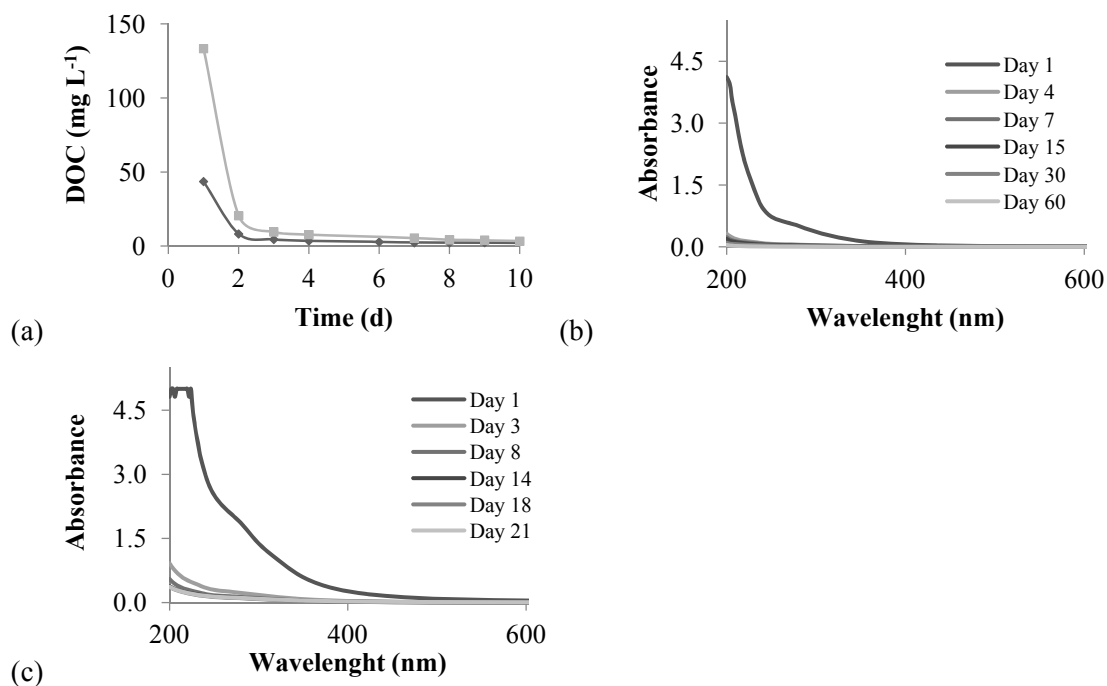 150
100
50
0
DOC (mg L⁻¹)
0 2 4 6 8 10
Time (d)
(a)
4.5
3.0
1.5
0.0
Absorbance
Day 1
Day 4
Day 7
Day 15
Day 30
Day 60
200 400 600
Wavelenght (nm)
(b)
4.5
3.0
1.5
0.0
Absorbance
Day 1
Day 3
Day 8
Day 14
Day 18
Day 21
200 400 600
Wavelenght (nm)
(c)